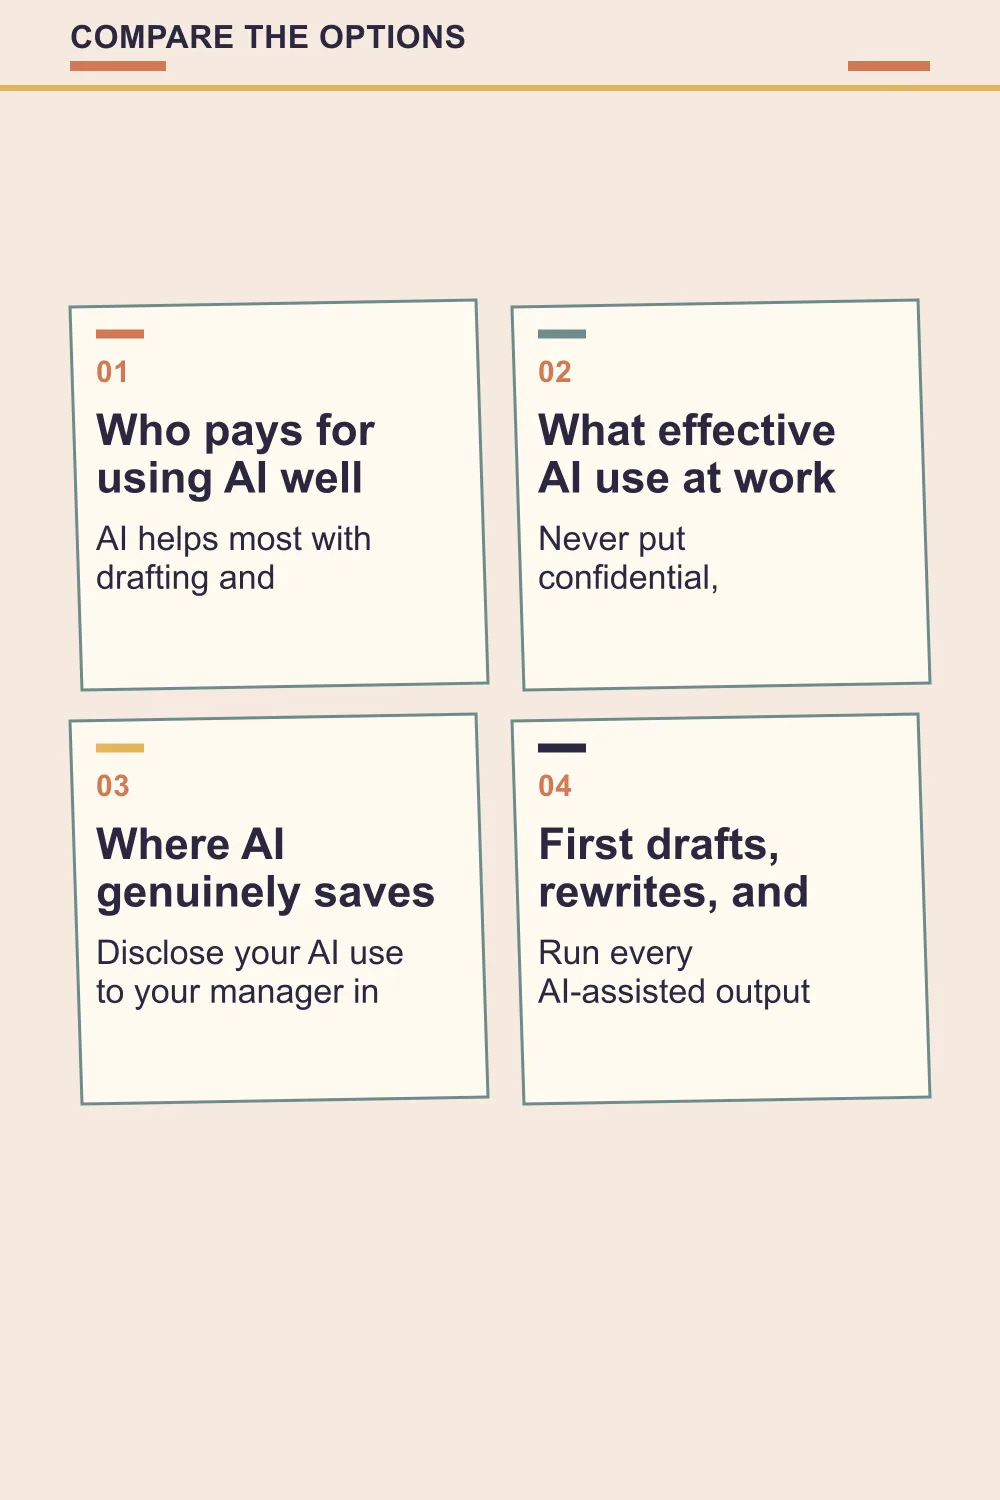 COMPARE THE OPTIONS
01
Who pays for
using AI well
AI helps most with
drafting and
02
What effective
AI use at work
Never put
confidential,
03
Where AI
genuinely saves
Disclose your AI use
to your manager in
04
First drafts,
rewrites, and
Run every
AI-assisted output